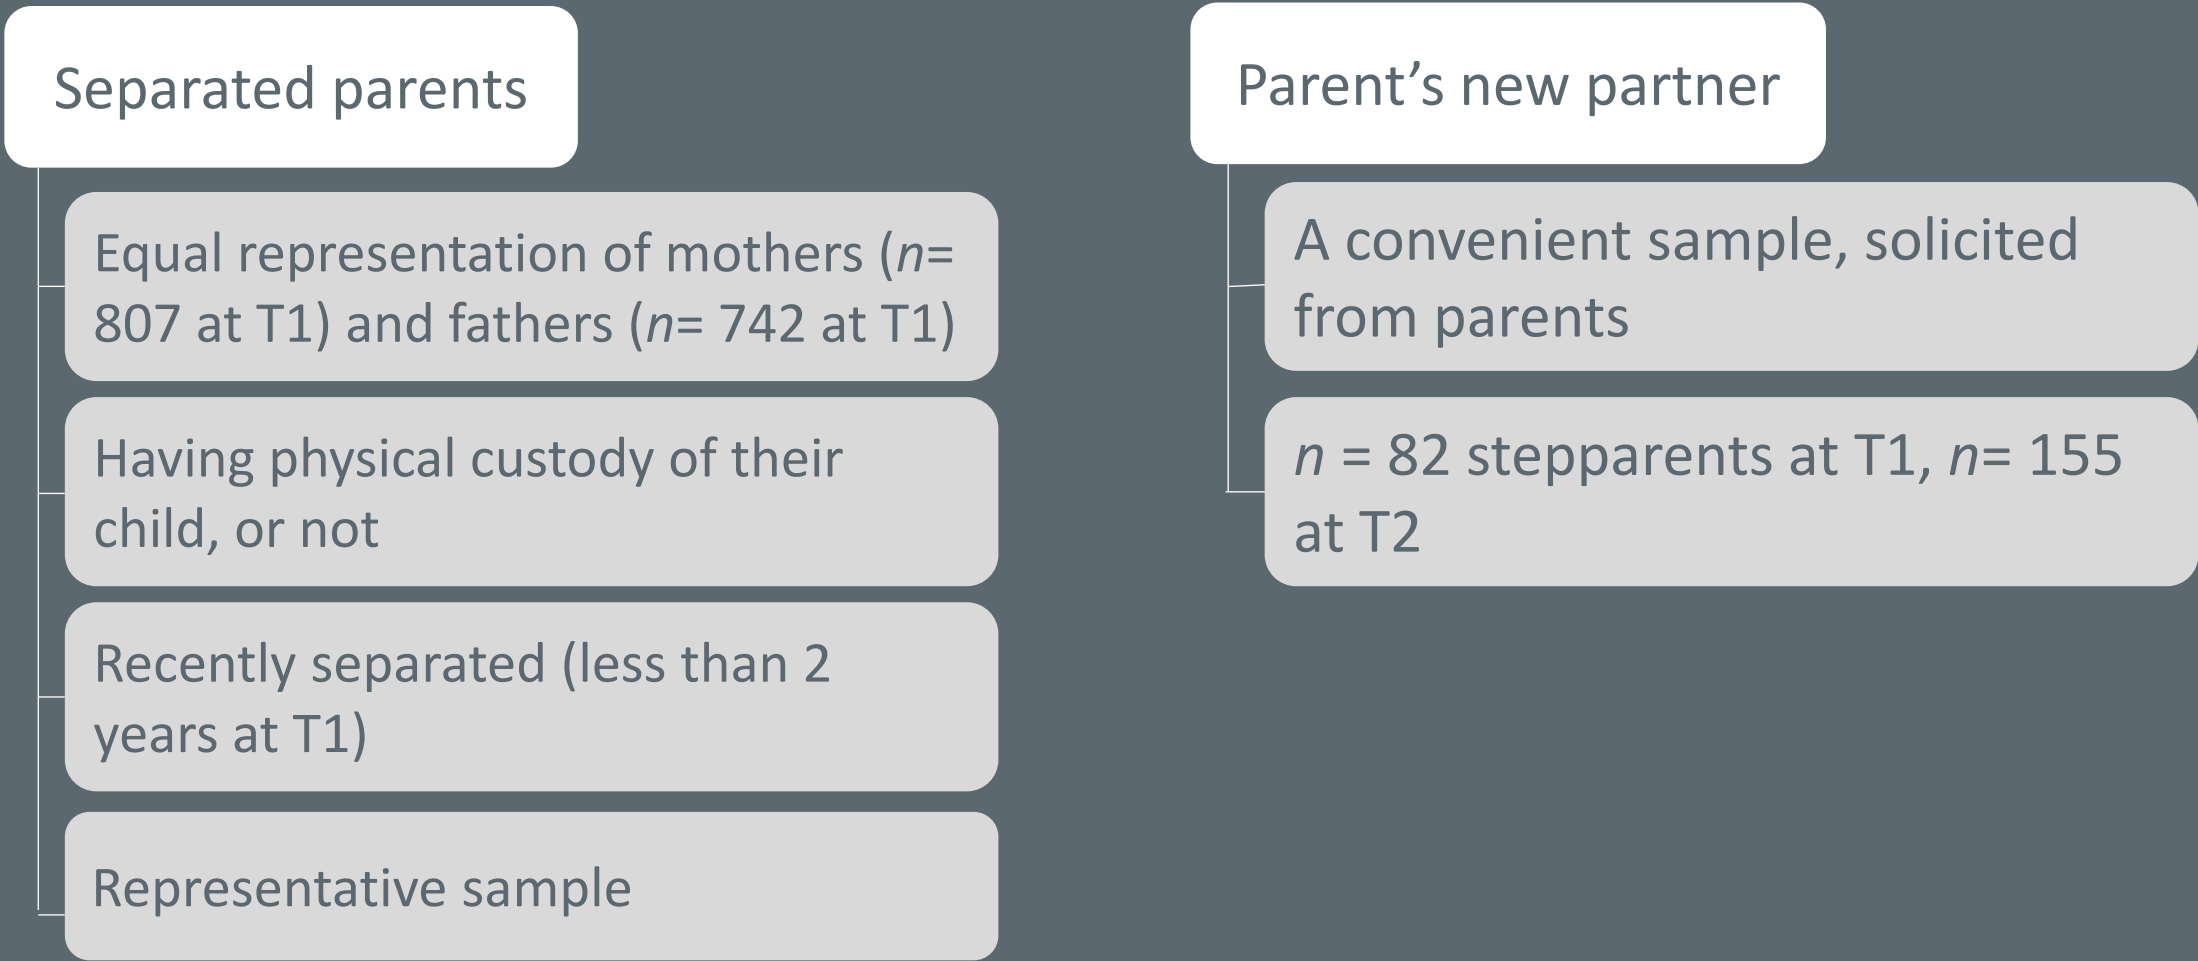 Separated parents
Equal representation of mothers (n=
807 at T1) and fathers (n= 742 at T1)
Having physical custody of their
child, or not
Recently separated (less than 2
years at T1)
Representative sample
Parent’s new partner
A convenient sample, solicited
from parents
n = 82 stepparents at T1, n= 155
at T2